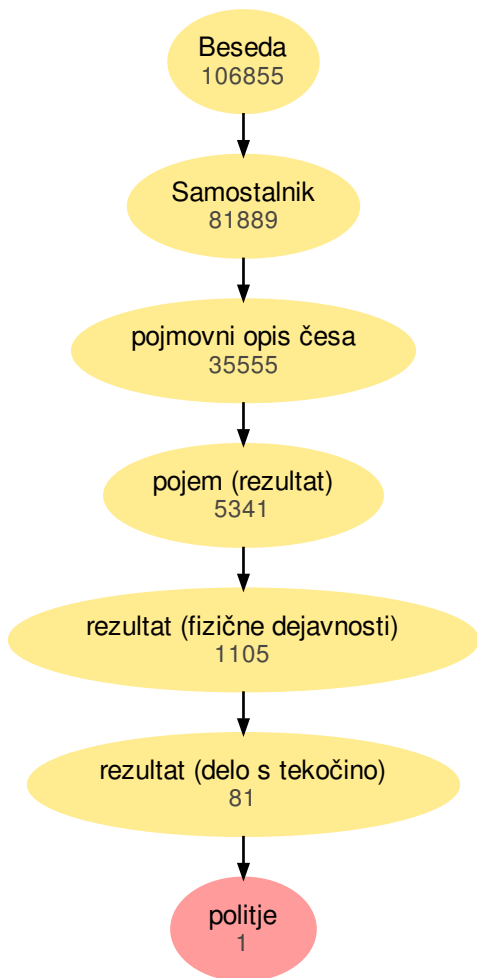 Beseda
106855
Samostalnik
81889
pojmovni opis česa
35555
pojem (rezultat)
5341
rezultat (fizične dejavnosti)
1105
rezultat (delo s tekočino)
81
politje
1